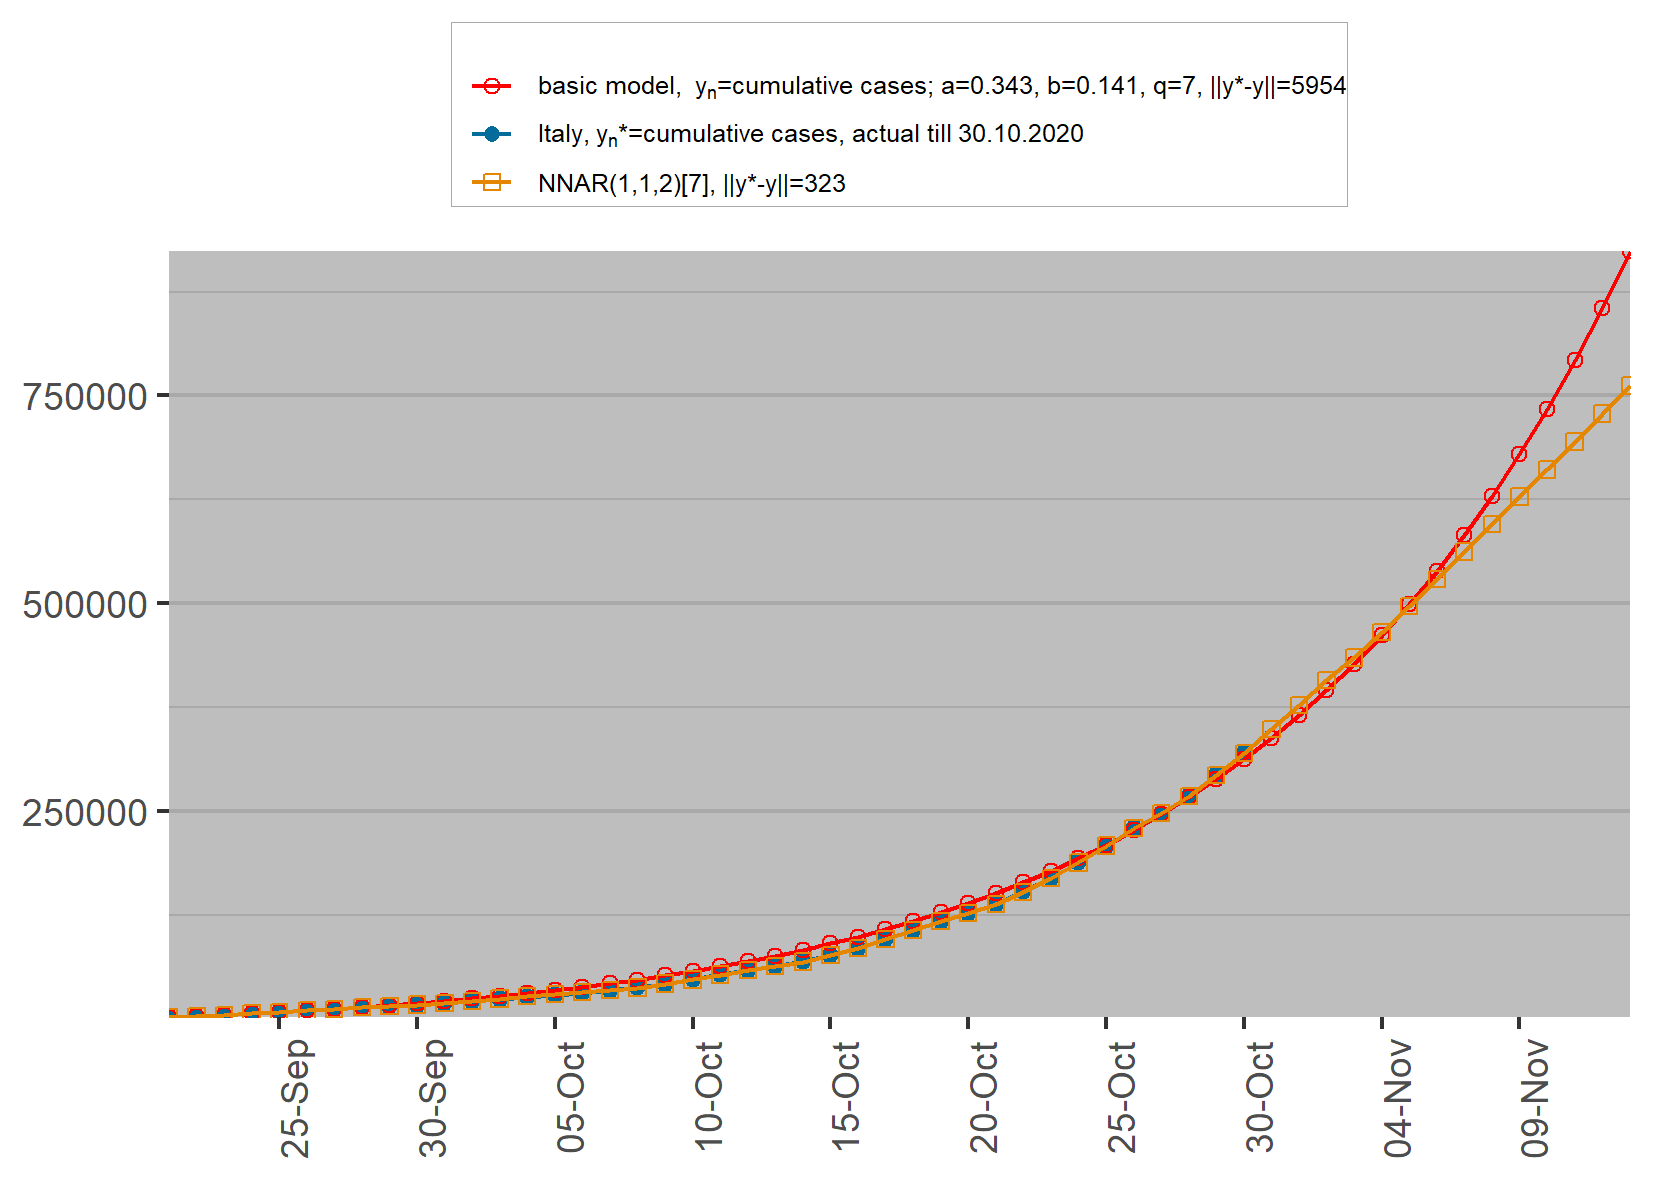 basic model, yn=cumulative cases; a=0.343, b=0.141, q=7, ||y*-y||=5954
Italy, yn*=cumulative cases, actual till 30.10.2020
NNAR(1,1,2)[7], ||y*-y||=323
750000
500000
250000
25-Sep
30-Sep
05-Oct
10-Oct
15-Oct
20-Oct
25-Oct
30-Oct
04-Nov
09-Nov